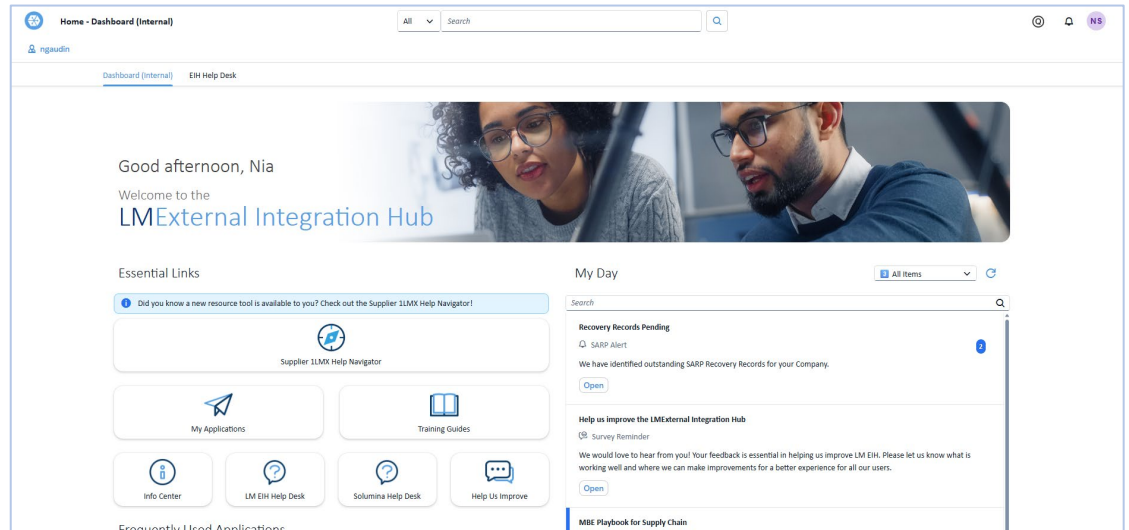 Home - Dashboard (Internal)
All
Search
NS
ngaudin
Dashboard (Internal)
EIH Help Desk
Good afternoon, Nia
Welcome to the
LMExternal Integration Hub
Essential Links
Did you know a new resource tool is available to you? Check out the Supplier 1LMX Help Navigator!
Supplier 1LMX Help Navigator
My Applications
Training Guides
Info Center
LM EIH Help Desk
Solumina Help Desk
Help Us Improve
Frequently Used Applications
My Day
3 All Items
Search
Recovery Records Pending
SARP Alert
2
We have identified outstanding SARP Recovery Records for your Company.
Open
Help us improve the LMExternal Integration Hub
Survey Reminder
We would love to hear from you! Your feedback is essential in helping us improve LM EIH. Please let us know what is
working well and where we can make improvements for a better experience for all our users.
Open
MBE Playbook for Supply Chain